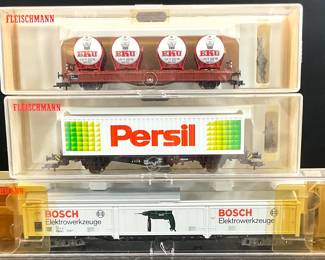 FLEISCHMANN
EKU EKU EKU EKU
FLEISCHMANN
Persil
BOSCH BOSCH
Elektrowerkzeuge Elektrowerkzeuge